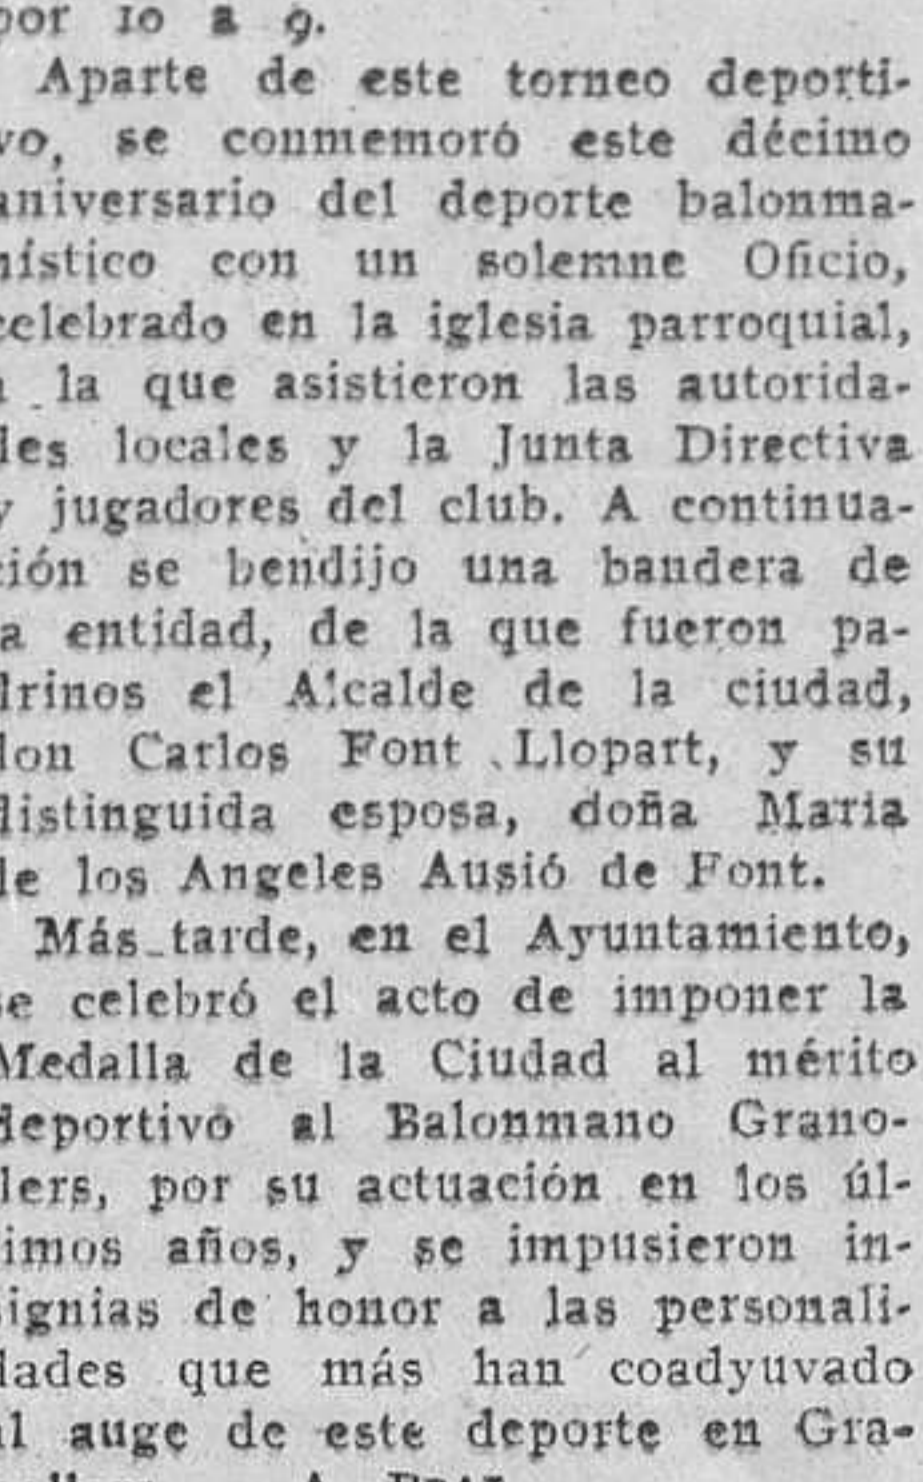 por 10 a 9.
Aparte de este torneo deporti-
vo, se conmemoró este décimo
aniversario del deporte balonma-
nístico con un solemne Oficio,
celebrado en la iglesia parroquial,
a la que asistieron las autorida-
des locales y la Junta Directiva
y jugadores del club. A continua-
ción se bendijo una bandera de
la entidad, de la que fueron pa-
drinos el Alcalde de la ciudad,
don Carlos Font Llopart, y su
distinguida esposa, doña Maria
de los Angeles Ausió de Font.
Más tarde, en el Ayuntamiento,
se celebró el acto de imponer la
Medalla de la Ciudad al mérito
deportivo al Balonmano Grano-
llers, por su actuación en los úl-
timos años, y se impusieron in-
signias de honor a las personali-
dades que más han coadyuvado
al auge de este deporte en Gra-